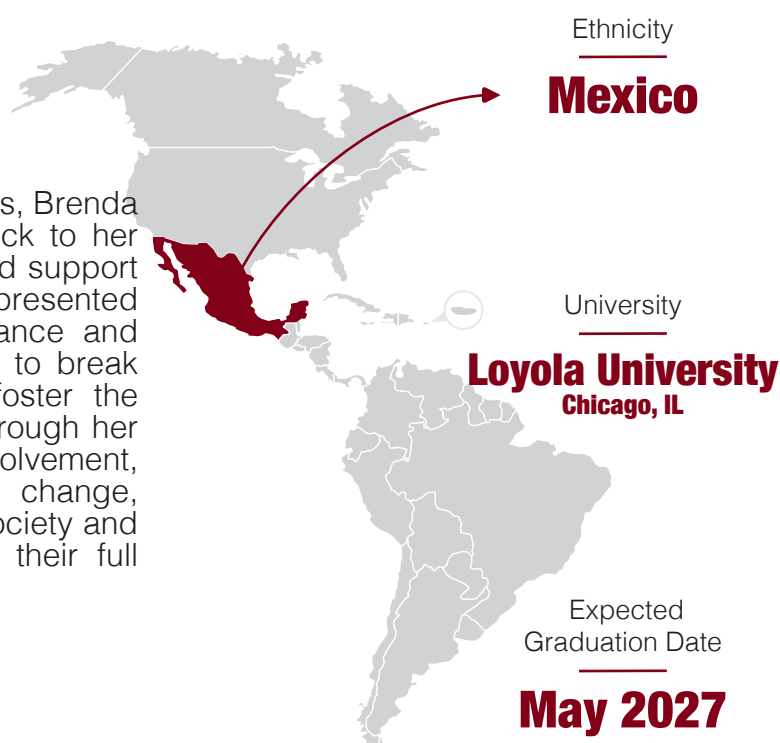 Ethnicity
Mexico
s, Brenda
ck to her
d support
presented
ance and
to break
foster the
rough her
olvement,
change,
ociety and
their full
University
Loyola University
Chicago, IL
Expected
Graduation Date
May 2027